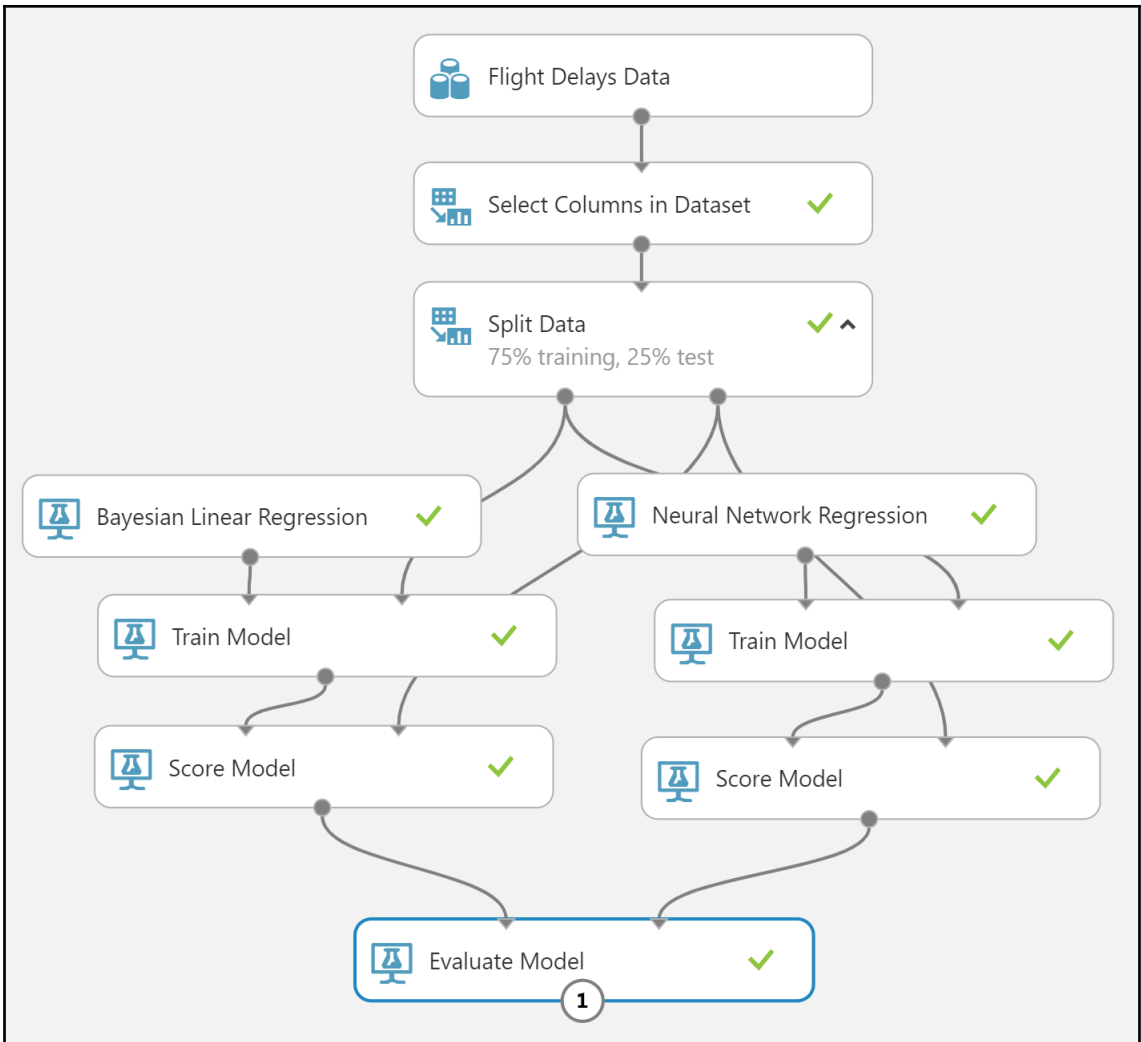 Flight Delays Data
Select Columns in Dataset
Split Data
75% training, 25% test
Bayesian Linear Regression
Neural Network Regression
Train Model
Train Model
Score Model
Score Model
Evaluate Model
1